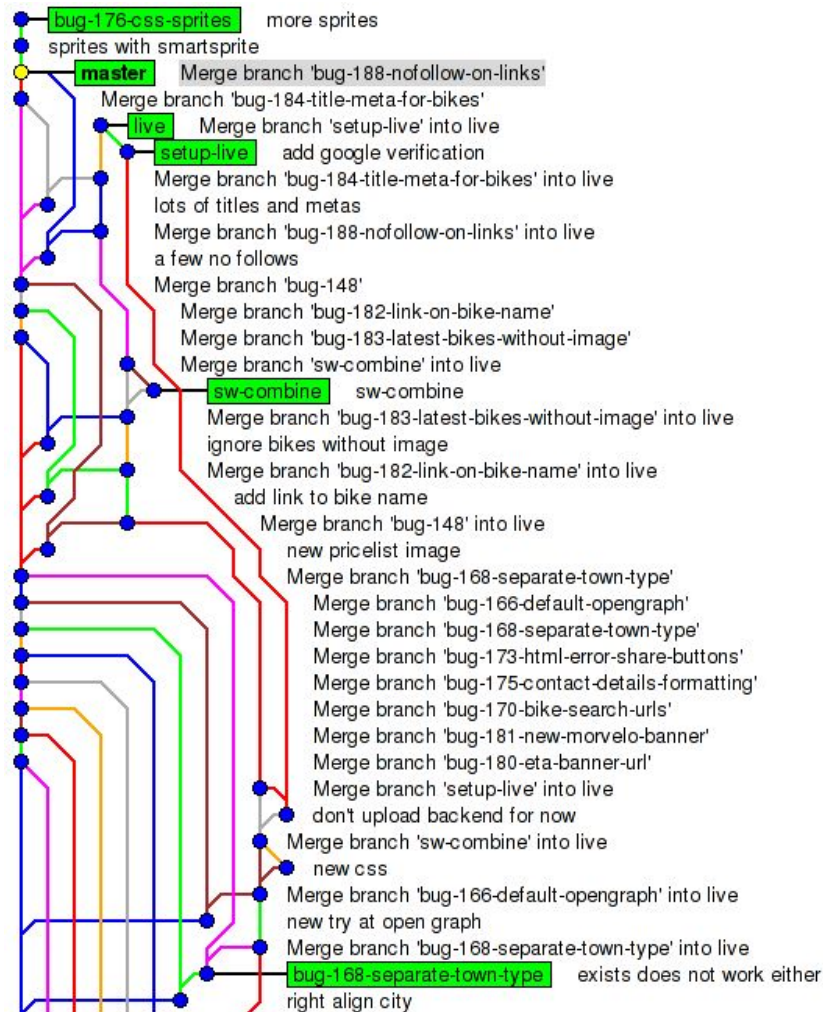 bug-176-css-sprites more sprites
sprites with smartsprite
master Merge branch 'bug-188-nofollow-on-links'
Merge branch 'bug-184-title-meta-for-bikes'
live Merge branch 'setup-live' into live
setup-live add google verification
Merge branch 'bug-184-title-meta-for-bikes' into live
lots of titles and metas
Merge branch 'bug-188-nofollow-on-links' into live
a few no follows
Merge branch 'bug-148'
Merge branch 'bug-182-link-on-bike-name'
Merge branch 'bug-183-latest-bikes-without-image'
Merge branch 'sw-combine' into live
sw-combine sw-combine
Merge branch 'bug-183-latest-bikes-without-image' into live
ignore bikes without image
Merge branch 'bug-182-link-on-bike-name' into live
add link to bike name
Merge branch 'bug-148' into live
new pricelist image
Merge branch 'bug-168-separate-town-type'
Merge branch 'bug-166-default-opengraph'
Merge branch 'bug-168-separate-town-type'
Merge branch 'bug-173-html-error-share-buttons'
Merge branch 'bug-175-contact-details-formatting'
Merge branch 'bug-170-bike-search-urls'
Merge branch 'bug-181-new-morvelo-banner'
Merge branch 'bug-180-eta-banner-url'
Merge branch 'setup-live' into live
don't upload backend for now
Merge branch 'sw-combine' into live
new css
Merge branch 'bug-166-default-opengraph' into live
new try at open graph
Merge branch 'bug-168-separate-town-type' into live
bug-168-separate-town-type exists does not work either
right align city